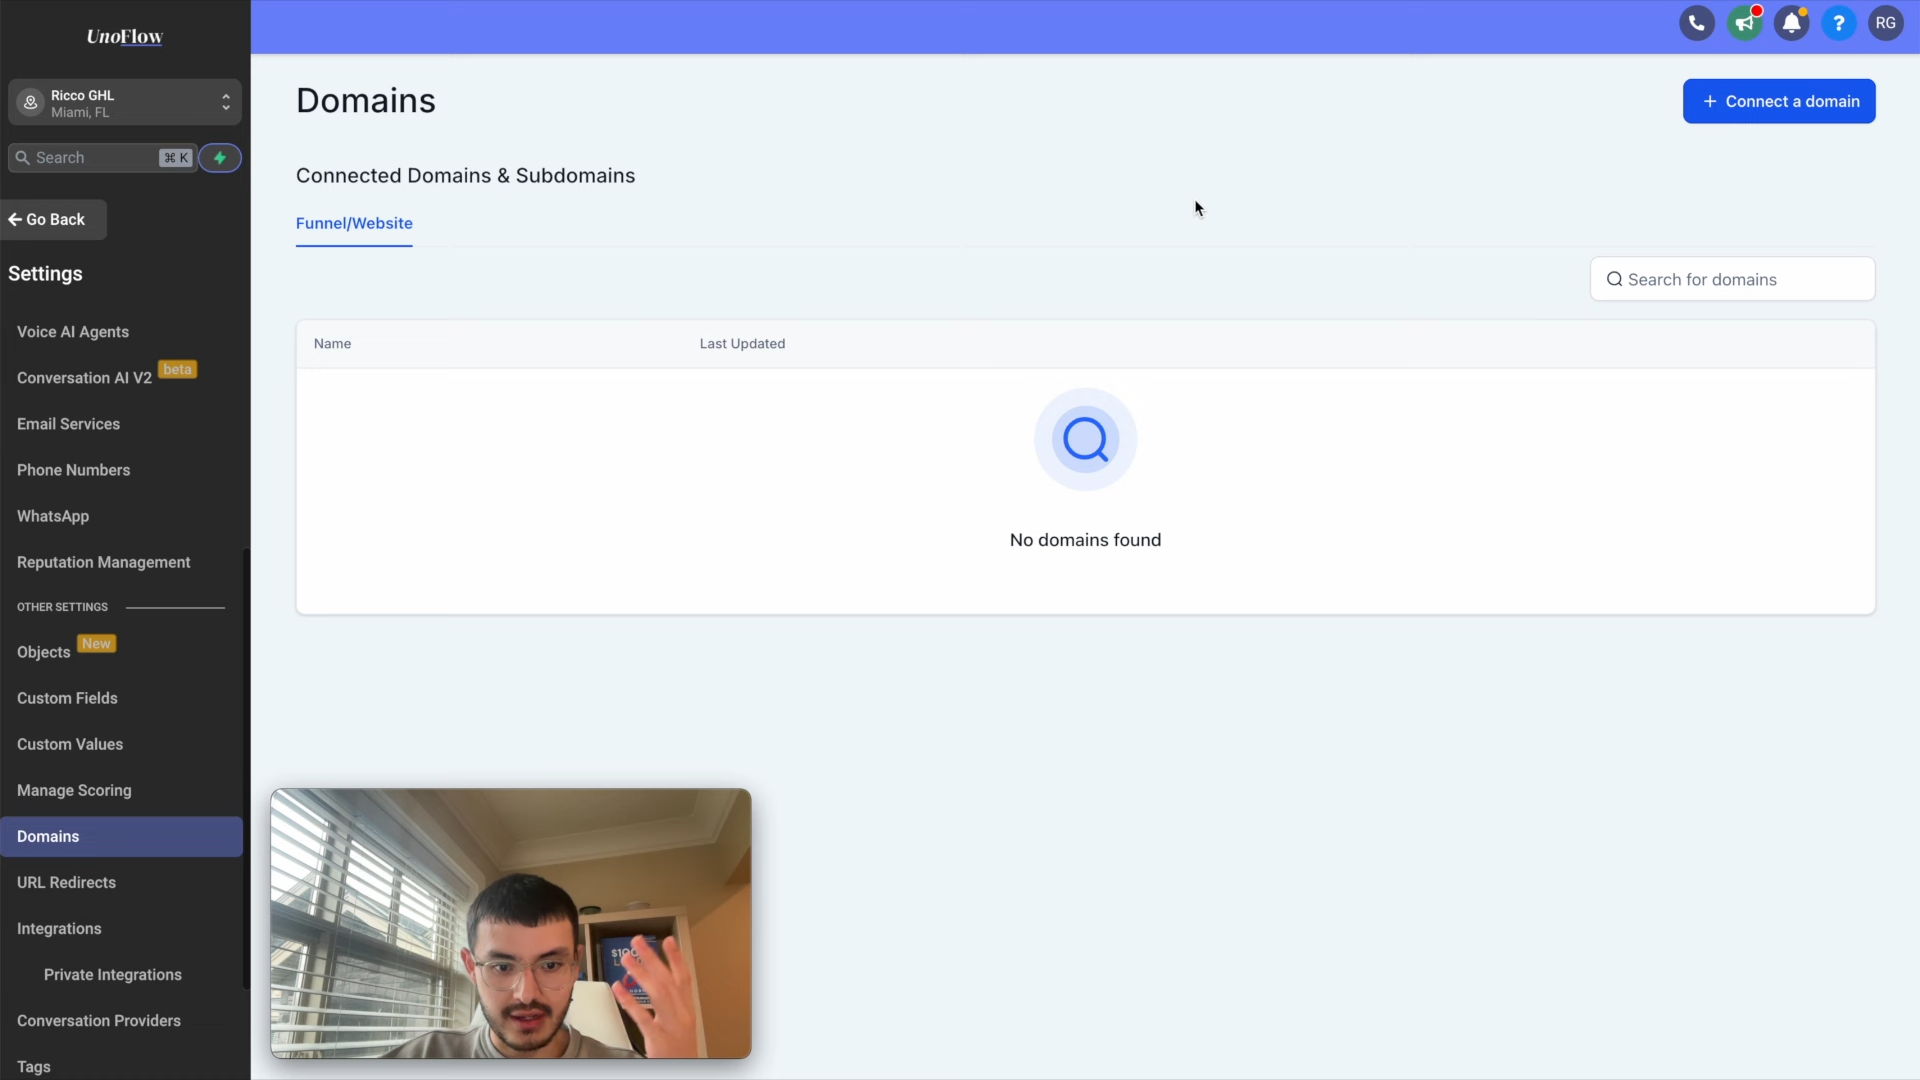 UnoFlow
Ricco GHL
Miami, FL
Search ⌘ K
Go Back
Settings
Voice AI Agents
Conversation AI V2 beta
Email Services
Phone Numbers
WhatsApp
Reputation Management
OTHER SETTINGS
Objects New
Custom Fields
Custom Values
Manage Scoring
Domains
URL Redirects
Integrations
Private Integrations
Conversation Providers
Tags
? RG
Domains
+ Connect a domain
Connected Domains & Subdomains
Funnel/Website
Search for domains
Name Last Updated
No domains found